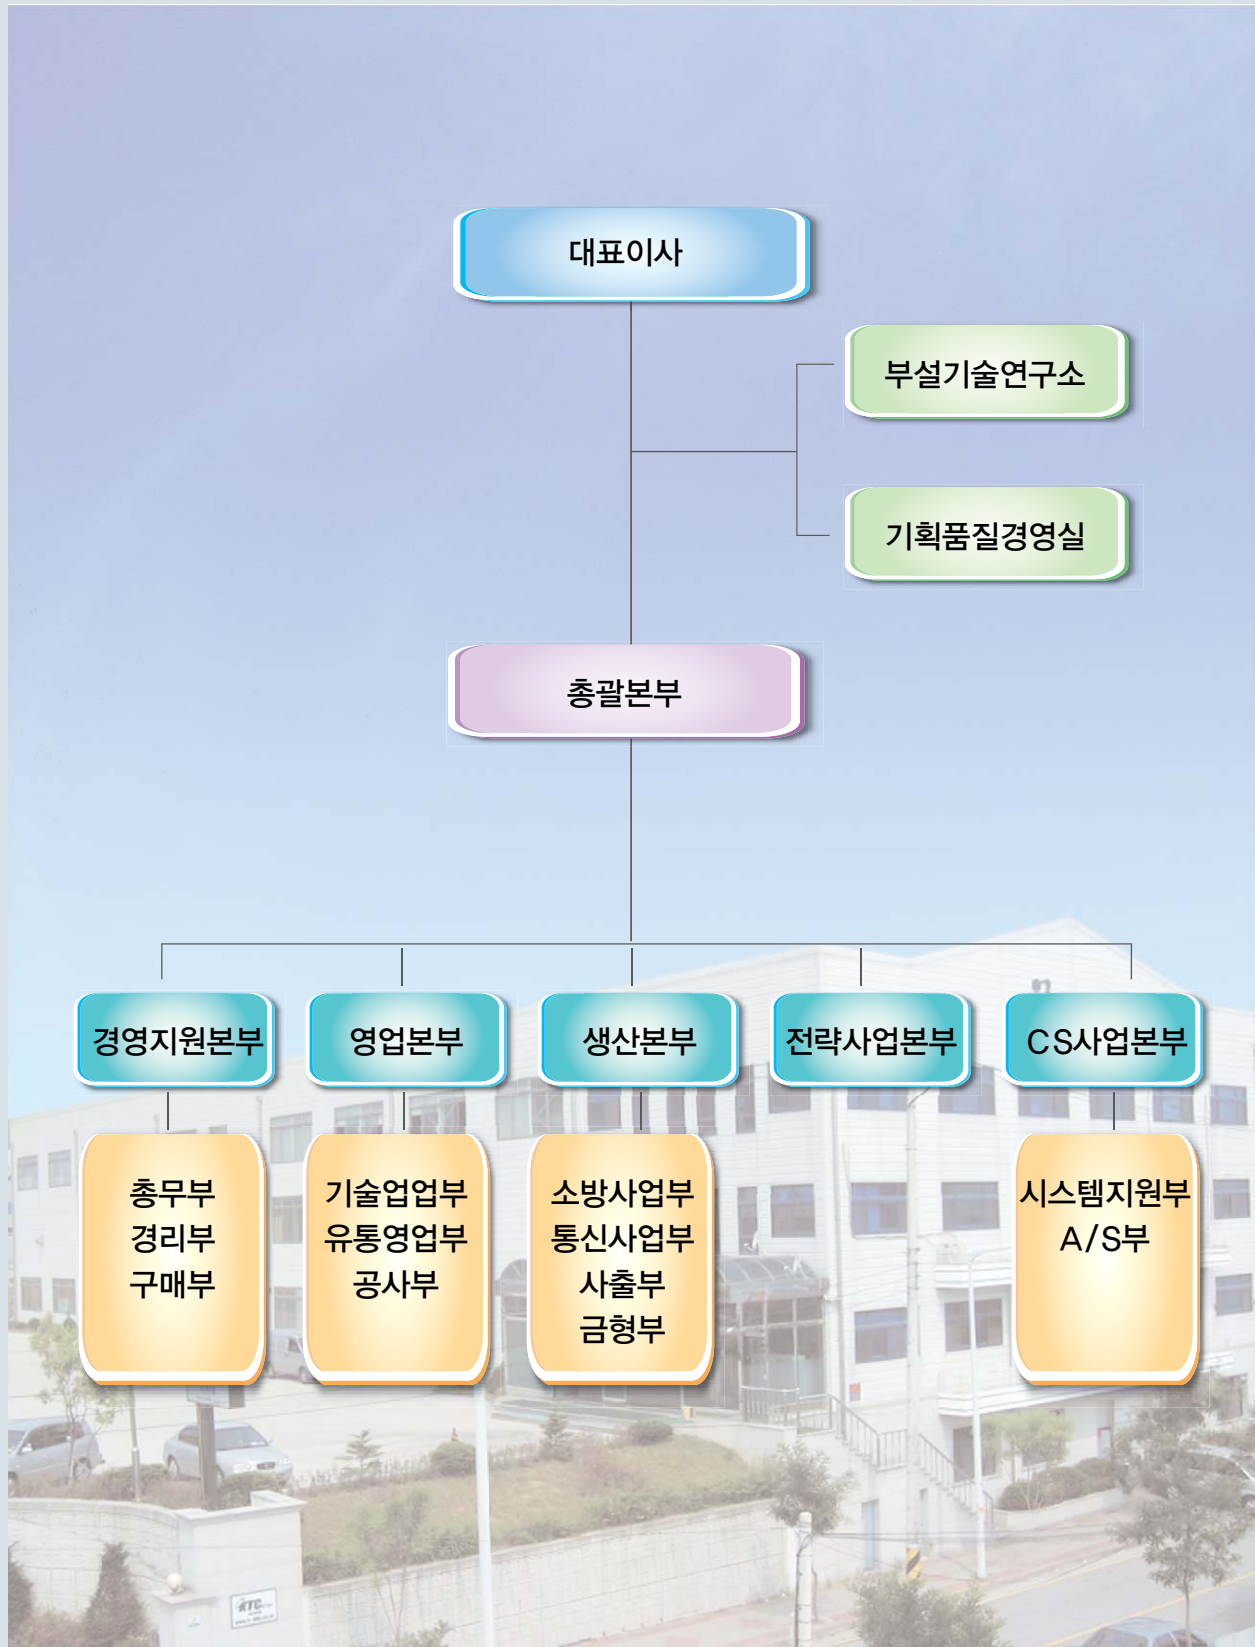 대표이사
부설기술연구소
기획품질경영실
총괄본부
경영지원본부
영업본부
생산본부
전략사업본부
CS사업본부
총무부
경리부
구매부
기술업업부
유통영업부
공사부
소방사업부
통신사업부
사출부
금형부
시스템지원부
A/S부
KTC